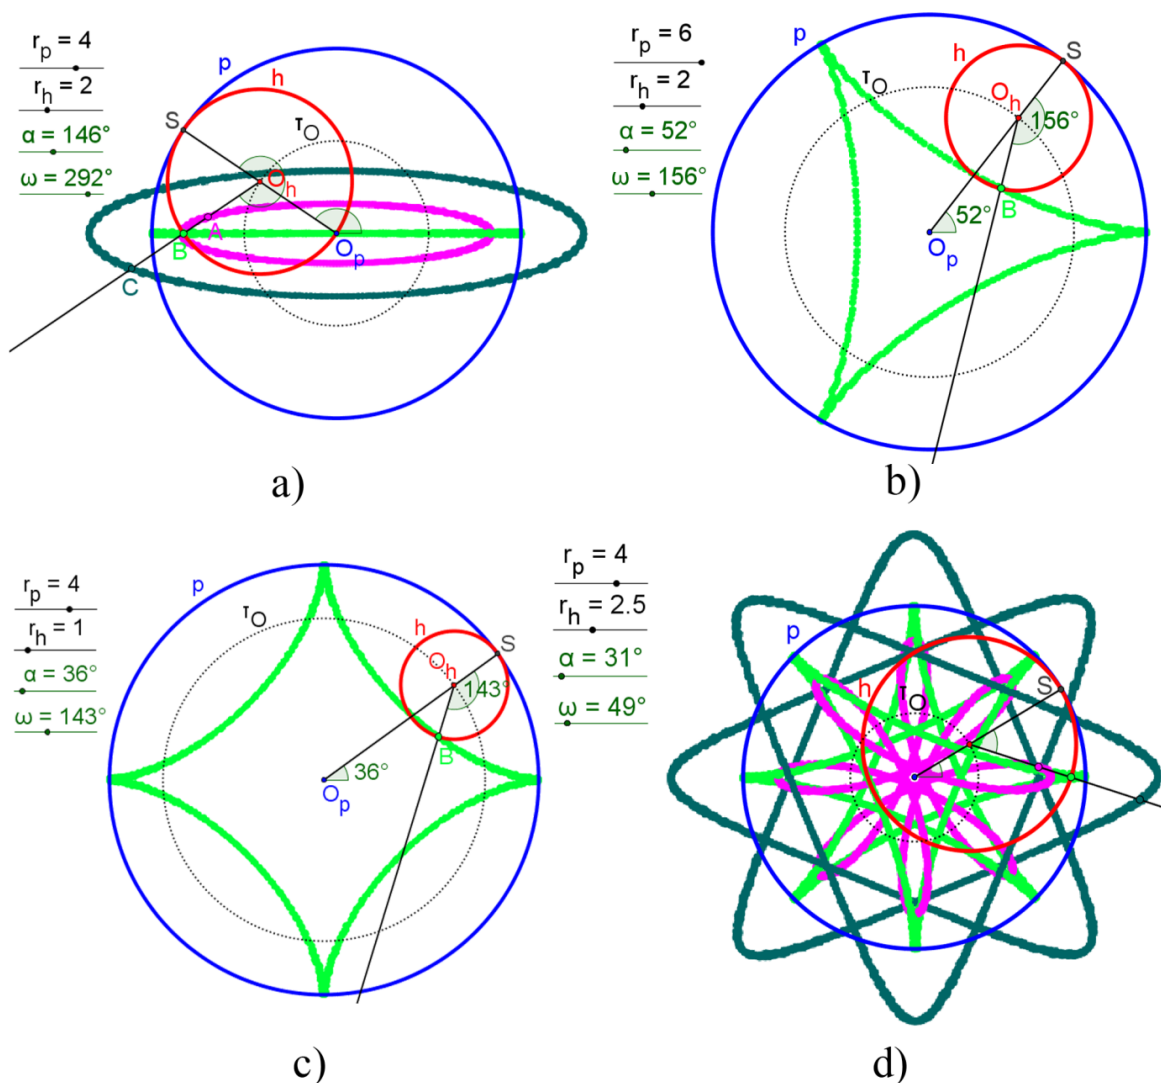 r_p = 4
r_h = 2
α = 146°
ω = 292°
p
h
S
τ_O
O_h
A
B
O_p
C
a)
r_p = 6
r_h = 2
α = 52°
ω = 156°
p
h
S
τ_O
O_h
156°
B
52°
O_p
b)
r_p = 4
r_h = 1
α = 36°
ω = 143°
p
τ_O
h
S
O_h
143°
B
36°
O_p
c)
r_p = 4
r_h = 2.5
α = 31°
ω = 49°
p
h
S
τ_O
d)